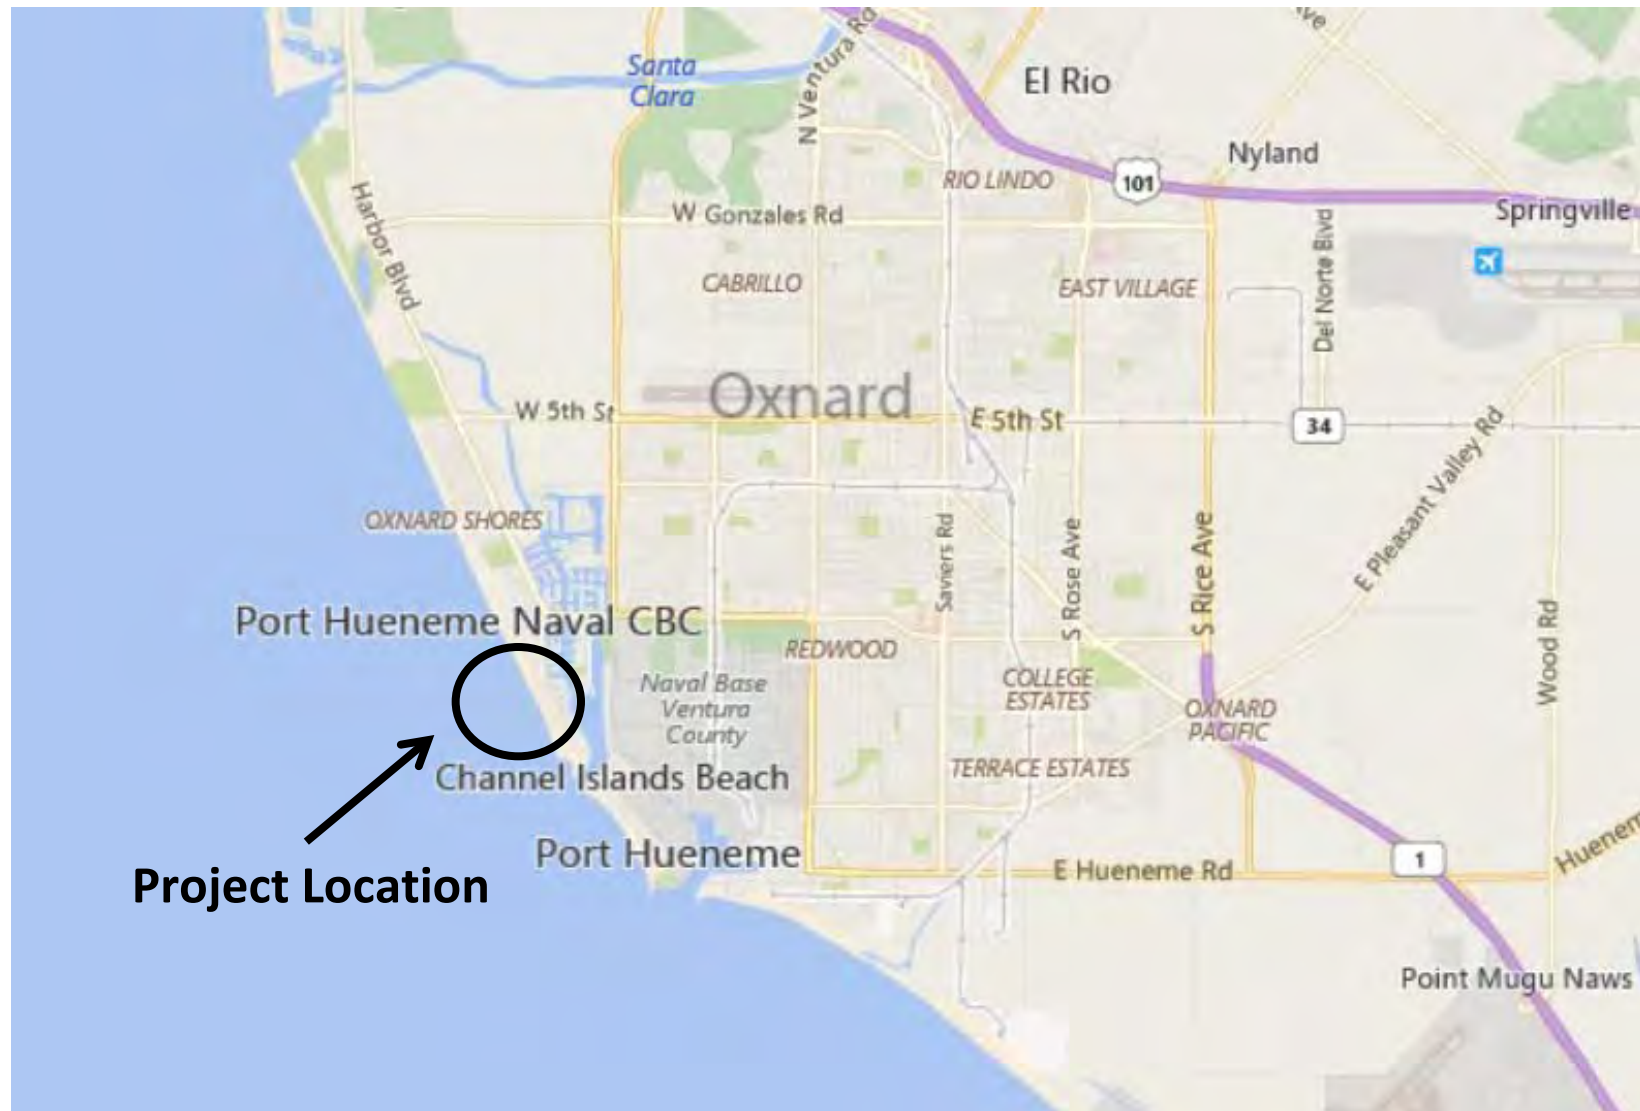 Santa
Clara
N Ventura Rd
El Rio
ve
Nyland
RIO LINDO
101
Harbor Blvd
W Gonzales Rd
Springville
Del Norte Blvd
CABRILLO
EAST VILLAGE
Oxnard
W 5th St
E 5th St
34
E Pleasant Valley Rd
OXNARD SHORES
Saviers Rd
S Rose Ave
S Rice Ave
Wood Rd
Port Hueneme Naval CBC
REDWOOD
Naval Base
Ventura
County
COLLEGE
ESTATES
OXNARD
PACIFIC
Channel Islands Beach
TERRACE ESTATES
Port Hueneme
E Hueneme Rd
1
Huenem
Project Location
Point Mugu Naws